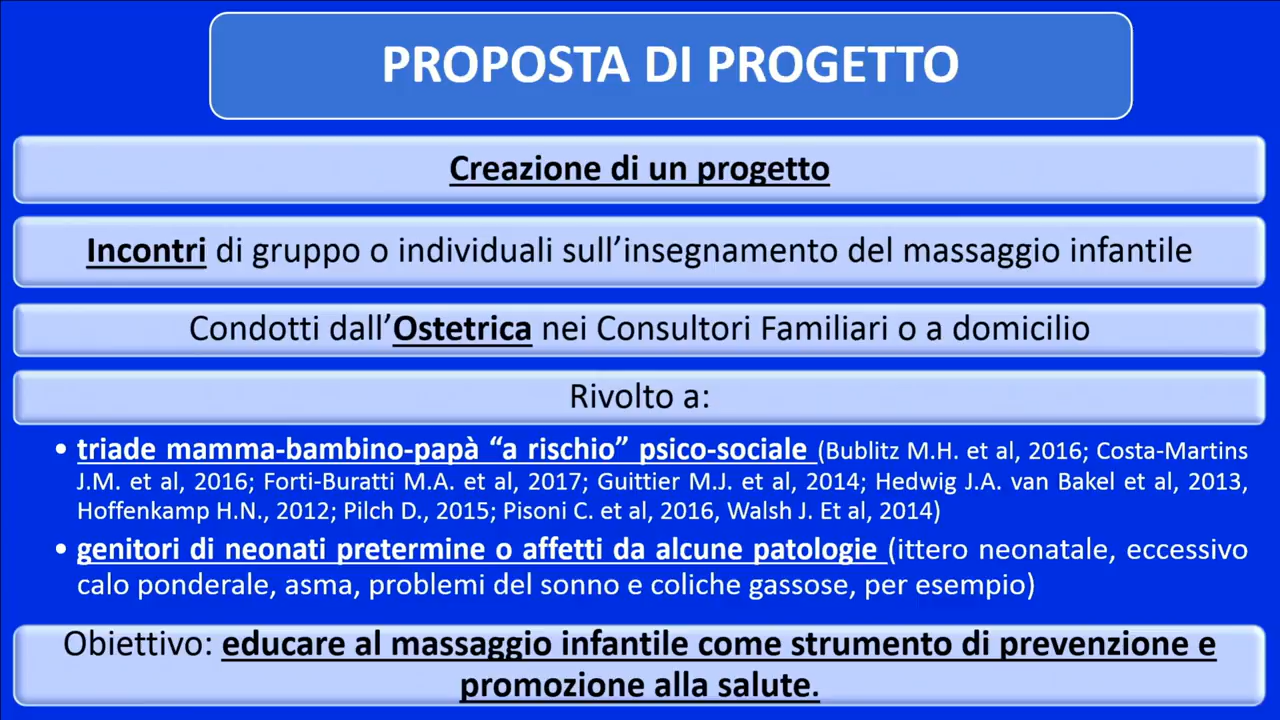 PROPOSTA DI PROGETTO
Creazione di un progetto
Incontri di gruppo o individuali sull’insegnamento del massaggio infantile
Condotti dall’Ostetrica nei Consultori Familiari o a domicilio
Rivolto a:
• triade mamma-bambino-papà “a rischio” psico-sociale (Bublitz M.H. et al, 2016; Costa-Martins
J.M. et al, 2016; Forti-Buratti M.A. et al, 2017; Guittier M.J. et al, 2014; Hedwig J.A. van Bakel et al, 2013,
Hoffenkamp H.N., 2012; Pilch D., 2015; Pisoni C. et al, 2016, Walsh J. Et al, 2014)
• genitori di neonati pretermine o affetti da alcune patologie (ittero neonatale, eccessivo
calo ponderale, asma, problemi del sonno e coliche gassose, per esempio)
Obiettivo: educare al massaggio infantile come strumento di prevenzione e
promozione alla salute.